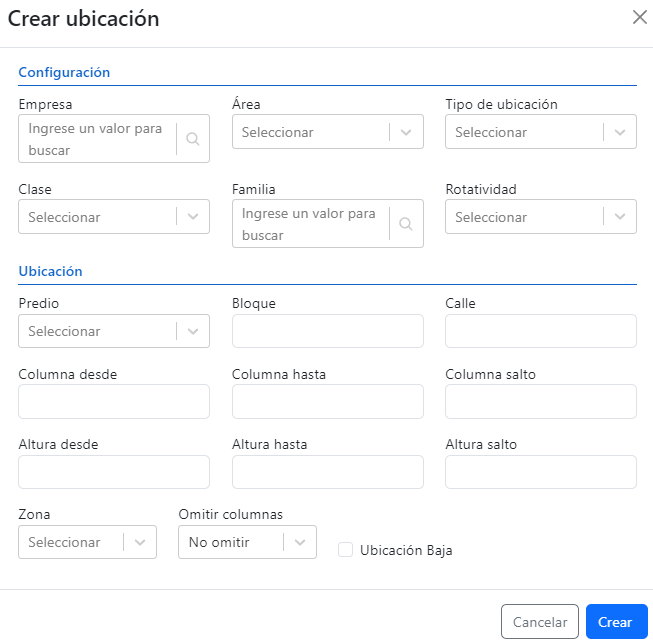 Crear ubicación
Configuración
Empresa
Área
Tipo de ubicación
Ingrese un valor para
buscar
Seleccionar
Seleccionar
Clase
Familia
Rotatividad
Seleccionar
Ingrese un valor para
buscar
Seleccionar
Ubicación
Predio
Bloque
Calle
Seleccionar
Columna desde
Columna hasta
Columna salto
Altura desde
Altura hasta
Altura salto
Zona
Omitir columnas
Seleccionar
No omitir
Ubicación Baja
Cancelar
Crear